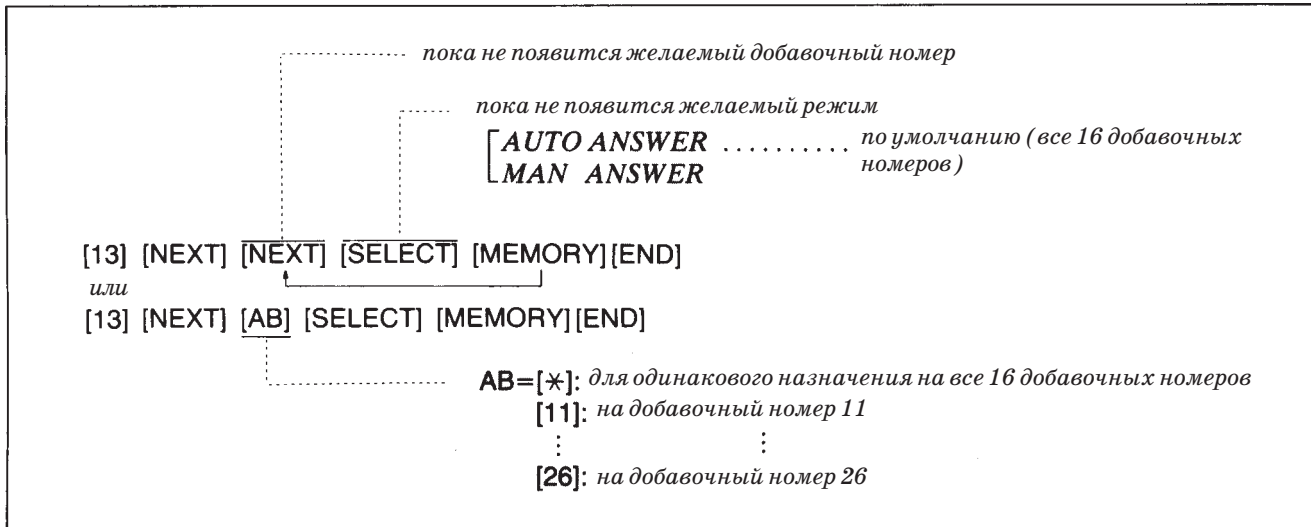 пока не появится желаемый добавочный номер
пока не появится желаемый режим
AUTO ANSWER .......... по умолчанию (все 16 добавочных
MAN ANSWER номеров)
[13] [NEXT] [NEXT] [SELECT] [MEMORY] [END]
или
[13] [NEXT] [AB] [SELECT] [MEMORY] [END]
AB=[*]: для одинакового назначения на все 16 добавочных номеров
[11]: на добавочный номер 11
[26]: на добавочный номер 26